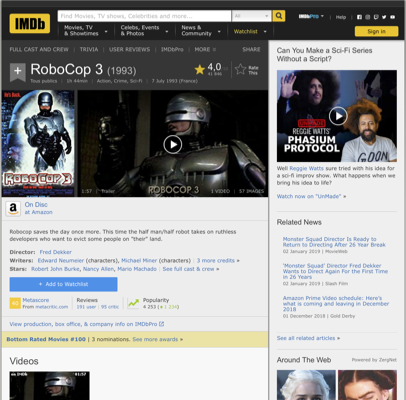 IMDb
Find Movies, TV shows, Celebrities and more...
All
IMDbPro
Help
Movies, TV
& Showtimes
Celebs, Events
& Photos
News &
Community
Watchlist
Sign in
FULL CAST AND CREW | TRIVIA | USER REVIEWS | IMDbPro | MORE
SHARE
RoboCop 3 (1993)
4,0
Rate
This
Tous publics | 1h 44min | Action, Crime, Sci-Fi | 7 July 1993 (France)
ROBOCOP 3
1:57 | Trailer
ROBOCOP 3
1 VIDEO | 57 IMAGES
On Disc
at Amazon
Robocop saves the day once more. This time the half man/half robot takes on ruthless
developers who want to evict some people on "their" land.
Director: Fred Dekker
Writers: Edward Neumeier (characters), Michael Miner (characters) | 3 more credits »
Stars: Robert John Burke, Nancy Allen, Mario Machado | See full cast & crew »
+ Add to Watchlist
Metascore
From metacritic.com
Reviews
191 user | 95 critic
Popularity
4 253
View production, box office, & company info on IMDbPro
Bottom Rated Movies #100 | 3 nominations. See more awards »
Videos
Can You Make a Sci-Fi Series
Without a Script?
REGGIE WATTS'
PHASIUM
PROTOCOL
Well Reggie Watts sure tried with his idea for
a sci-fi improv show. What happens when we
bring his idea to life?
Watch now on "UnMade" »
Related News
Monster Squad Director Is Ready to
Return to Directing After 26 Year Break
02 January 2019 | MovieWeb
'Monster Squad' Director Fred Dekker
Wants to Direct Again For the First Time
in 26 Years
02 January 2019 | Slash Film
Amazon Prime Video schedule: Here's
what is coming and leaving in December
2018
01 December 2018 | Gold Derby
See all related articles »
Around The Web
Powered by ZergNet